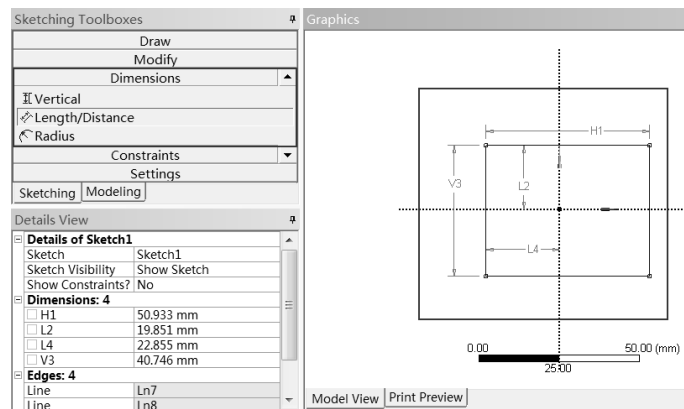 Sketching Toolboxes
Draw
Modify
Dimensions
Vertical
Length/Distance
Radius
Constraints
Settings
Sketching Modeling
Details View
Details of Sketch1
Sketch Sketch1
Sketch Visibility Show Sketch
Show Constraints? No
Dimensions: 4
H1 50.933 mm
L2 19.851 mm
L4 22.855 mm
V3 40.746 mm
Edges: 4
Line Ln7
Line Ln8
Graphics
H1
V3
L2
L4
0.00 50.00 (mm)
25.00
Model View Print Preview